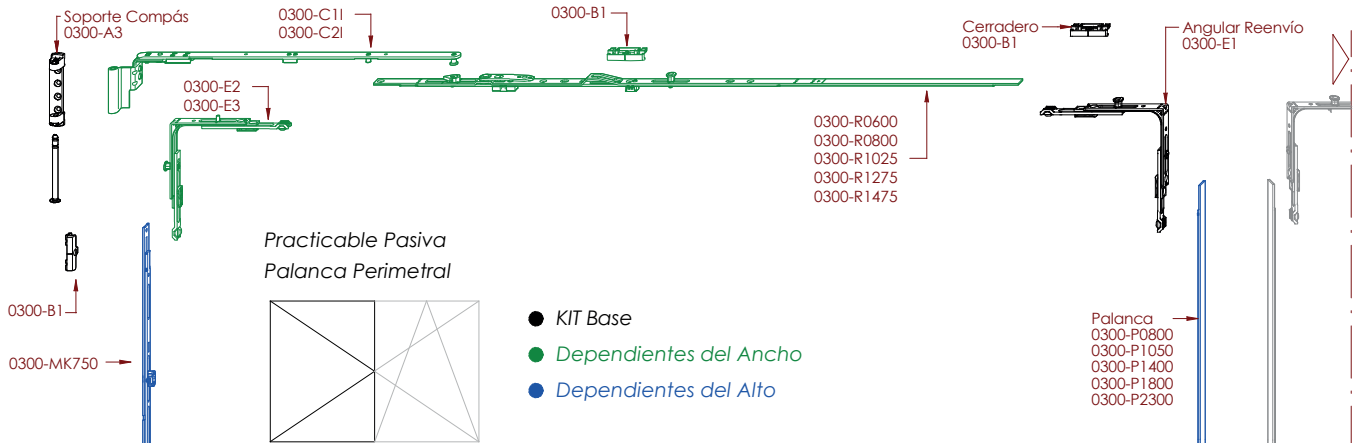 Soporte Compás
0300-A3
0300-C1I
0300-C2I
0300-B1
Cerradero
0300-B1
Angular Reenvío
0300-E1
0300-E2
0300-E3
0300-R0600
0300-R0800
0300-R1025
0300-R1275
0300-R1475
Practicable Pasiva
Palanca Perimetral
0300-B1
KIT Base
Dependientes del Ancho
Dependientes del Alto
0300-MK750
Palanca
0300-P0800
0300-P1050
0300-P1400
0300-P1800
0300-P2300